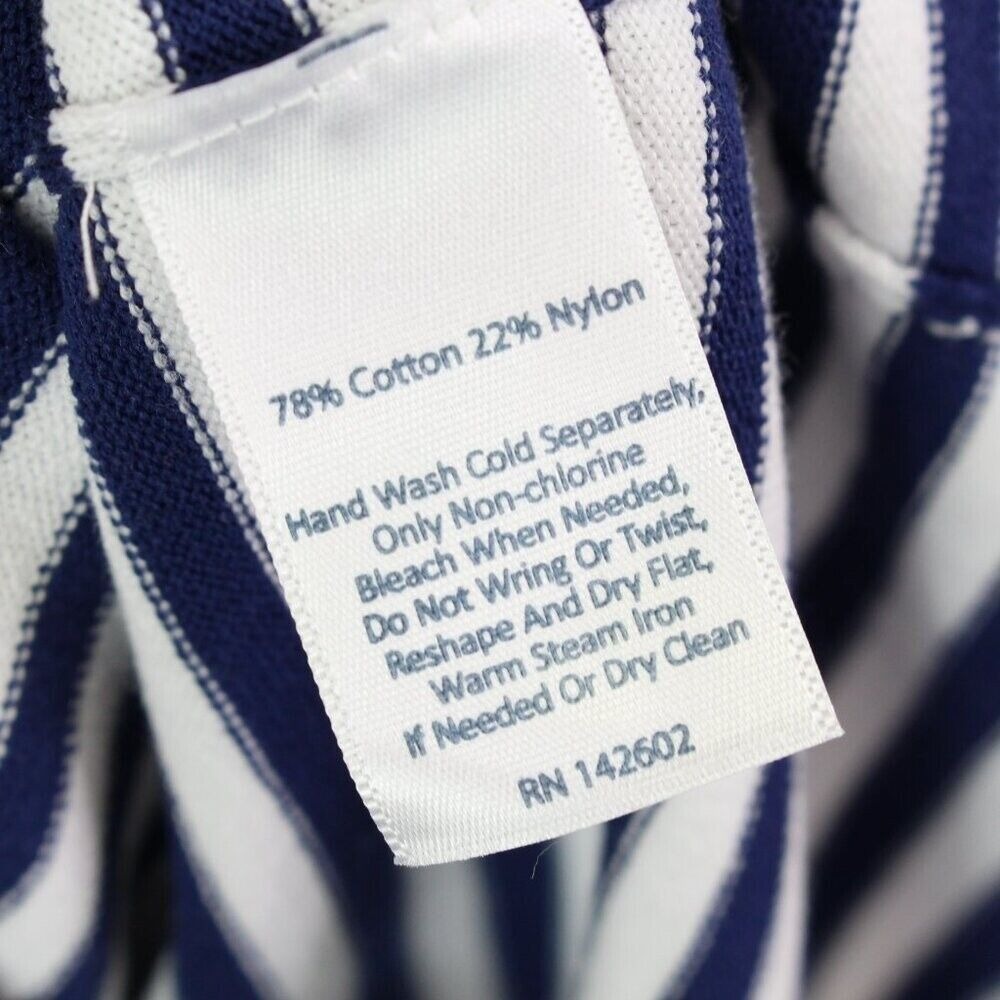 78% Cotton 22% Nylon
Hand Wash Cold Separately,
Only Non-chlorine
Bleach When Needed,
Do Not Wring Or Twist,
Reshape And Dry Flat,
Warm Steam Iron
If Needed Or Dry Clean
RN 142602